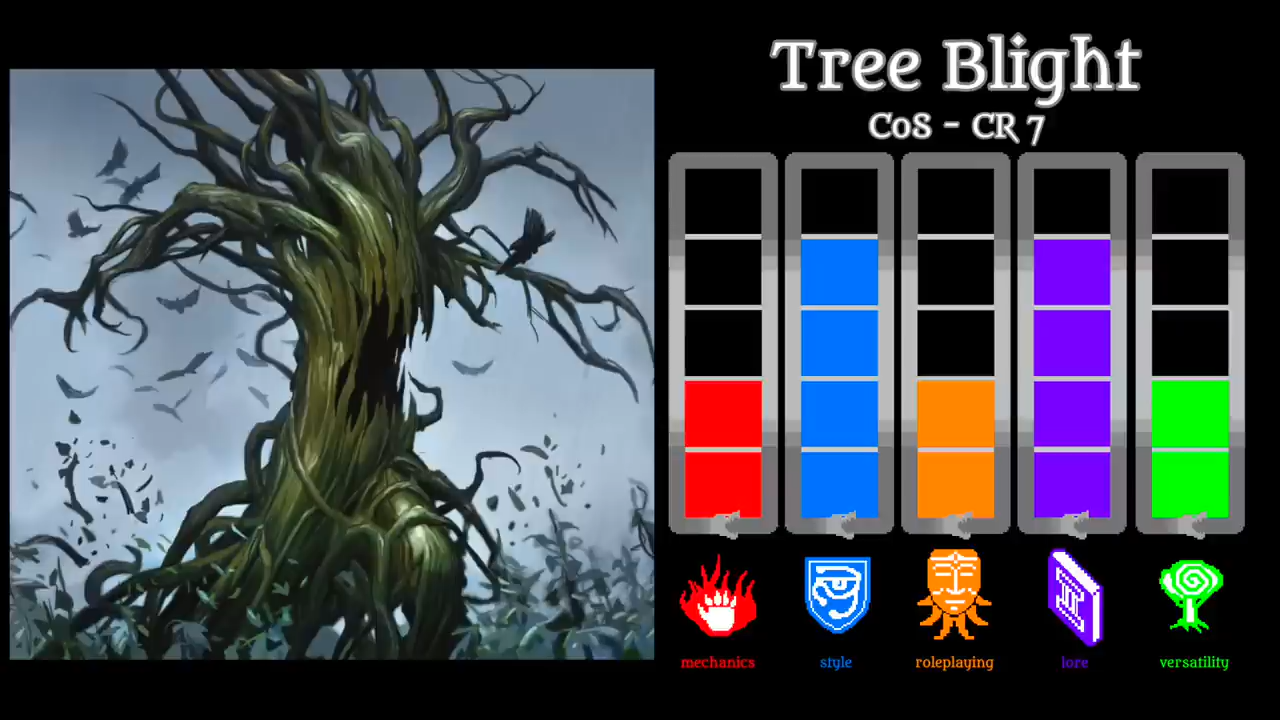 Tree Blight
CoS - CR 7
mechanics
style
roleplaying
lore
versatility